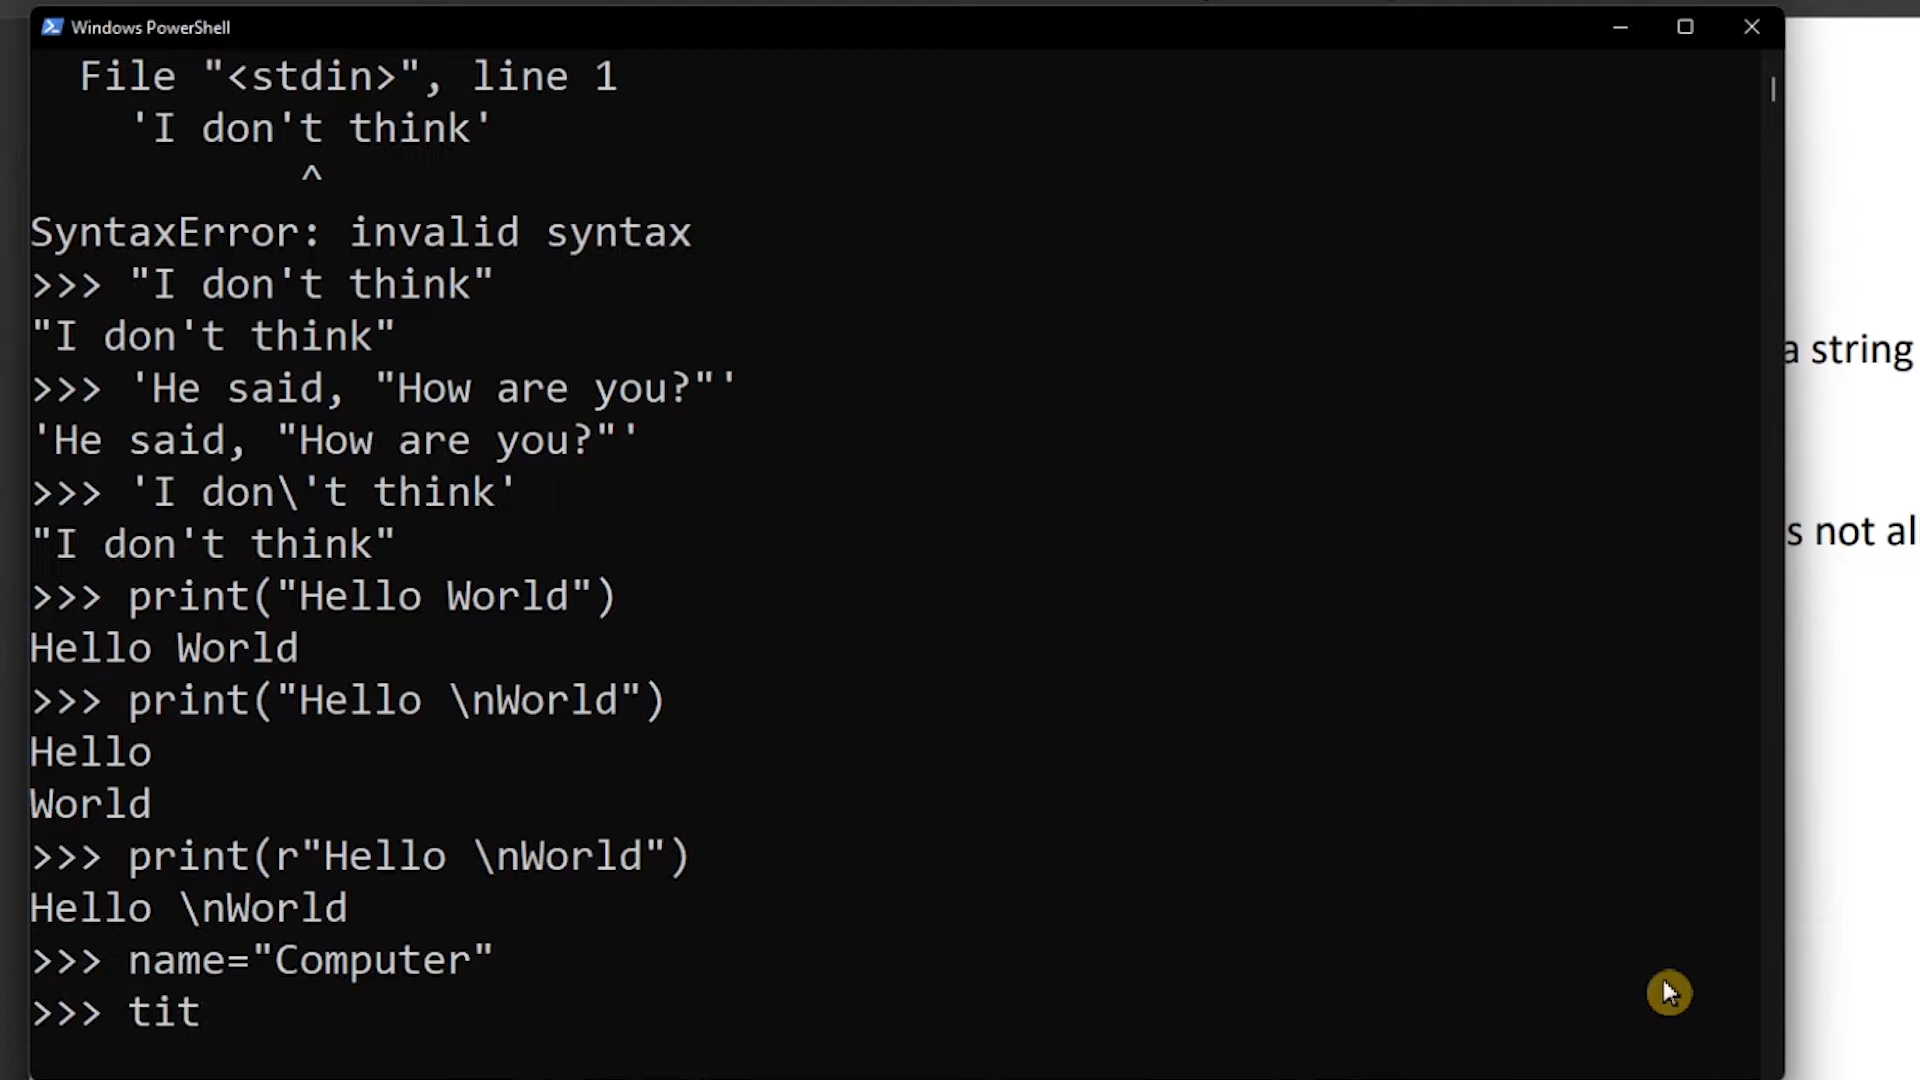 Windows PowerShell
File "<stdin>", line 1
'I don't think'
^
SyntaxError: invalid syntax
>>> "I don't think"
"I don't think"
a string
>>> 'He said, "How are you?"'
'He said, "How are you?"'
>>> 'I don\'t think'
s not al
"I don't think"
>>> print("Hello World")
Hello World
>>> print("Hello \nWorld")
Hello
World
>>> print(r"Hello \nWorld")
Hello \nWorld
>>> name="Computer"
>>> tit